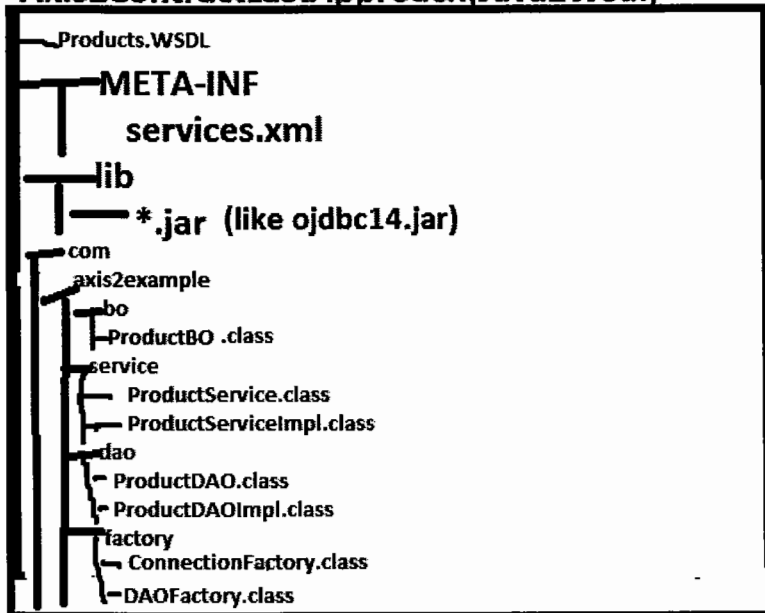 Products.WSDL
META-INF
services.xml
lib
*.jar (like ojdbc14.jar)
com
axis2example
bo
ProductBO .class
service
ProductService.class
ProductServiceImpl.class
dao
ProductDAO.class
ProductDAOImpl.class
factory
ConnectionFactory.class
DAOFactory.class